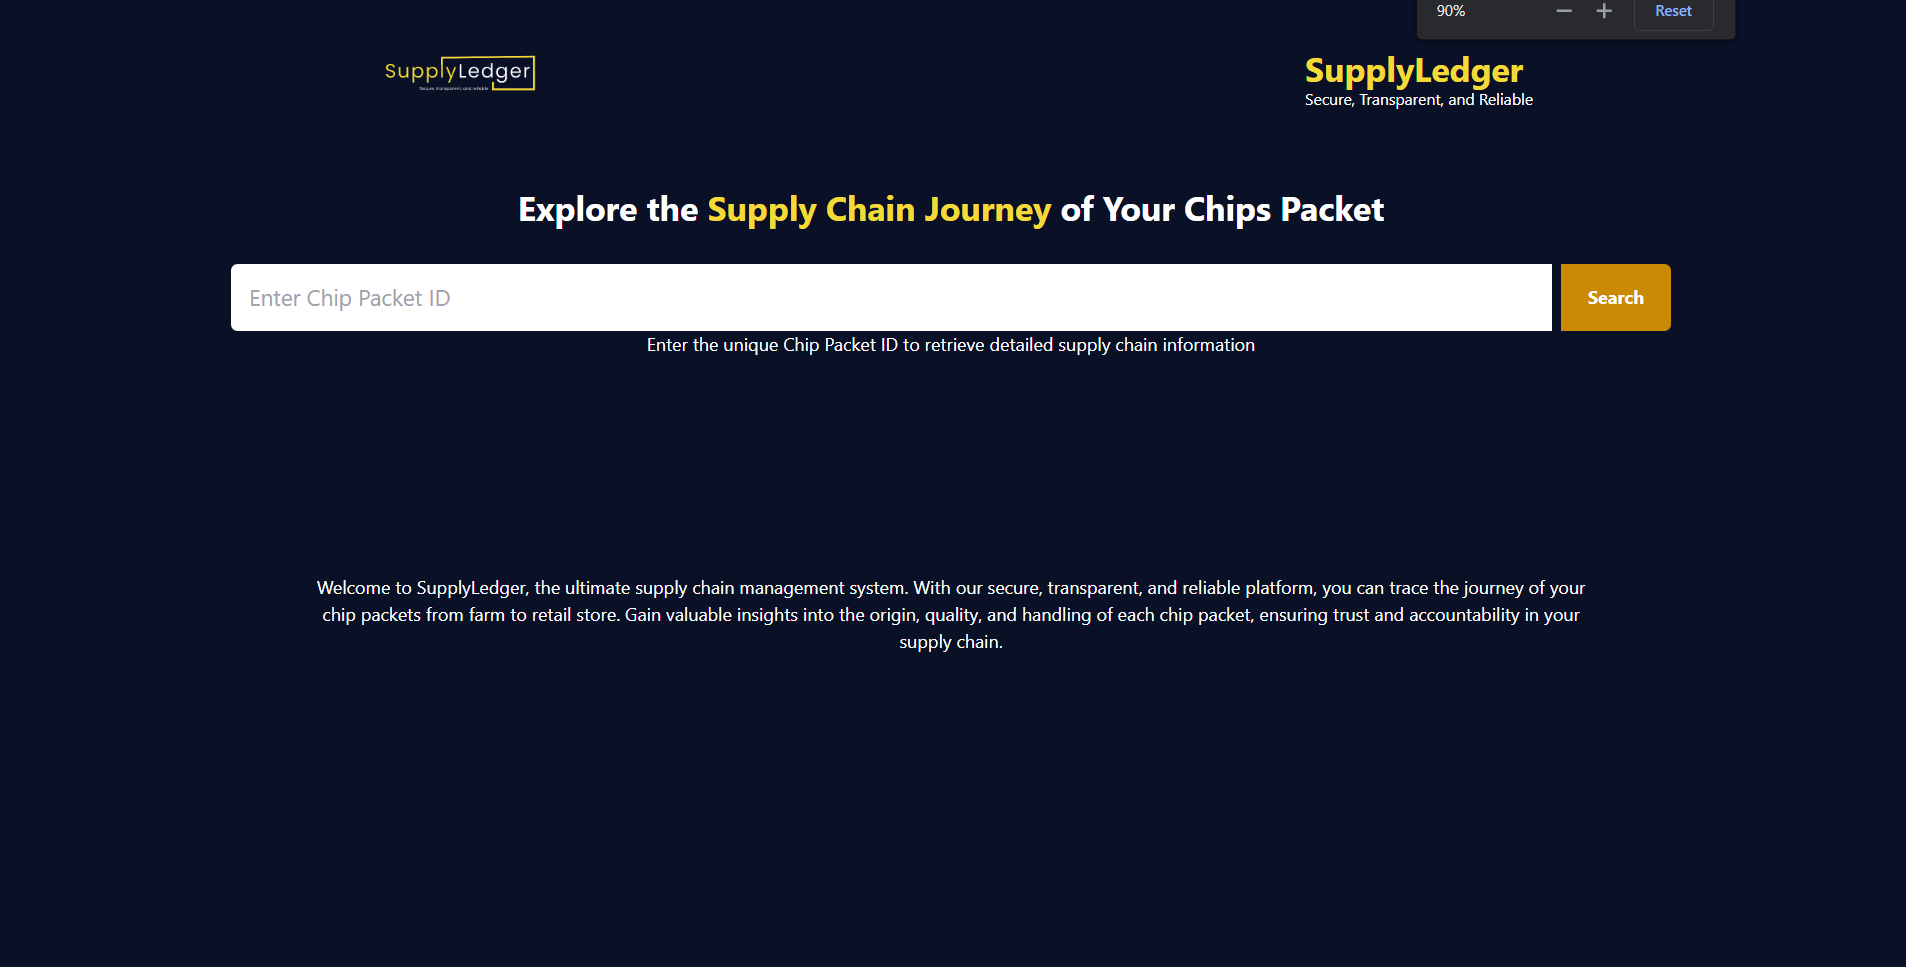 90%
Reset
SupplyLedger
Secure, transparent, and reliable
SupplyLedger
Secure, Transparent, and Reliable
Explore the Supply Chain Journey of Your Chips Packet
Enter Chip Packet ID
Search
Enter the unique Chip Packet ID to retrieve detailed supply chain information
Welcome to SupplyLedger, the ultimate supply chain management system. With our secure, transparent, and reliable platform, you can trace the journey of your
chip packets from farm to retail store. Gain valuable insights into the origin, quality, and handling of each chip packet, ensuring trust and accountability in your
supply chain.